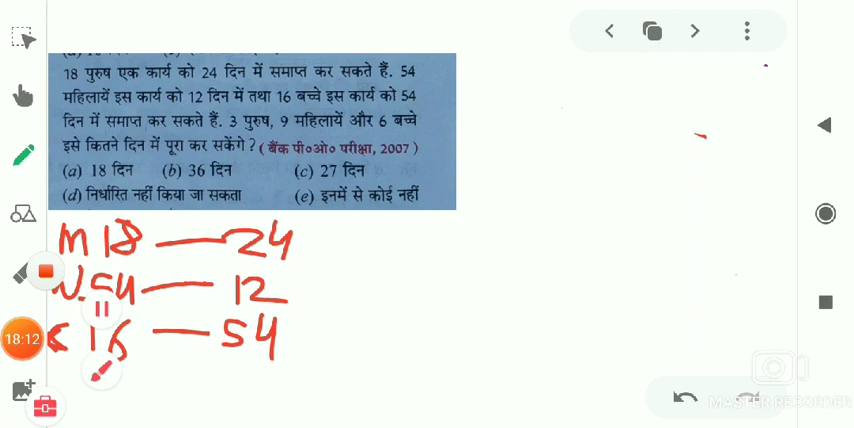 18 पुरुष एक कार्य को 24 दिन में समाप्त कर सकते हैं. 54
महिलायें इस कार्य को 12 दिन में तथा 16 बच्चे इस कार्य को 54
दिन में समाप्त कर सकते हैं. 3 पुरुष, 9 महिलायें और 6 बच्चे
इसे कितने दिन में पूरा कर सकेंगे? (बैंक पी०ओ० परीक्षा, 2007)
(a) 18 दिन (b) 36 दिन (c) 27 दिन
(d) निर्धारित नहीं किया जा सकता (e) इनमें से कोई नहीं
M 18 — 24
W. 54 — 12
16 — 54
18:12
MASTER RECORDER